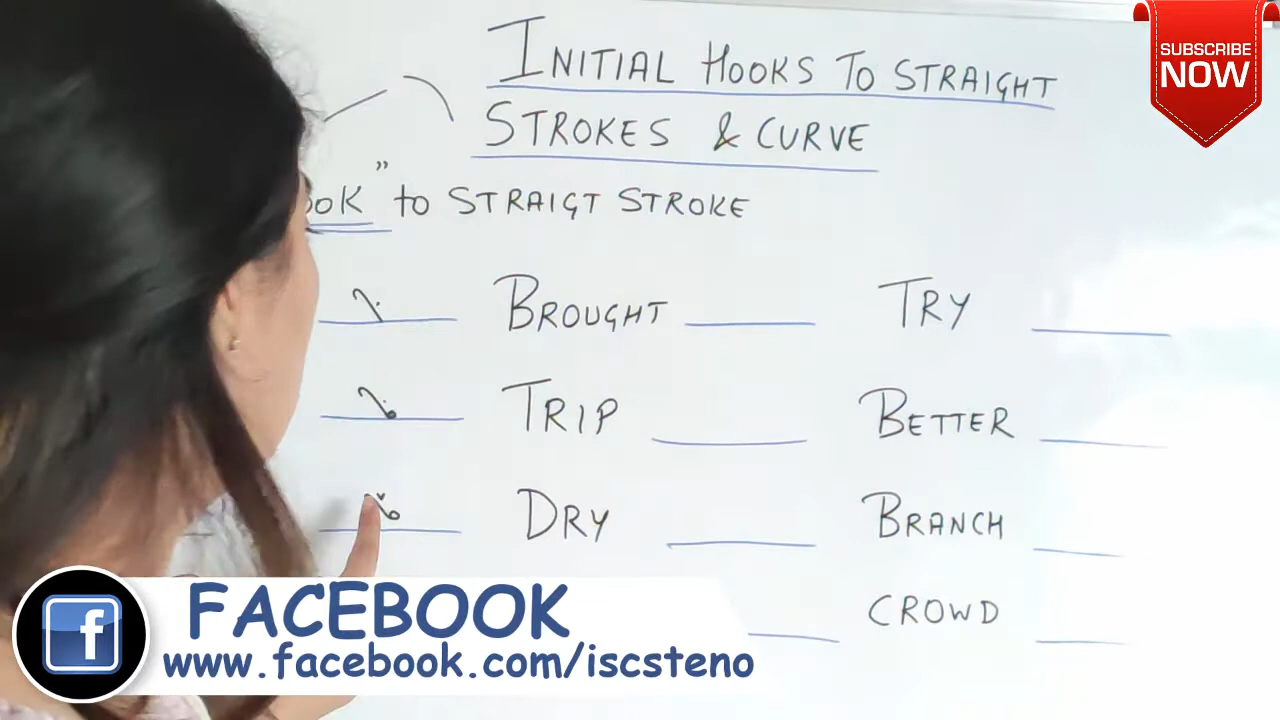 INITIAL HOOKS TO STRAIGHT
STROKES & CURVE
SUBSCRIBE
NOW
" to STRAIGT STROKE
BROUGHT TRY
TRIP BETTER
DRY BRANCH
CROWD
f FACEBOOK
www.facebook.com/iscsteno